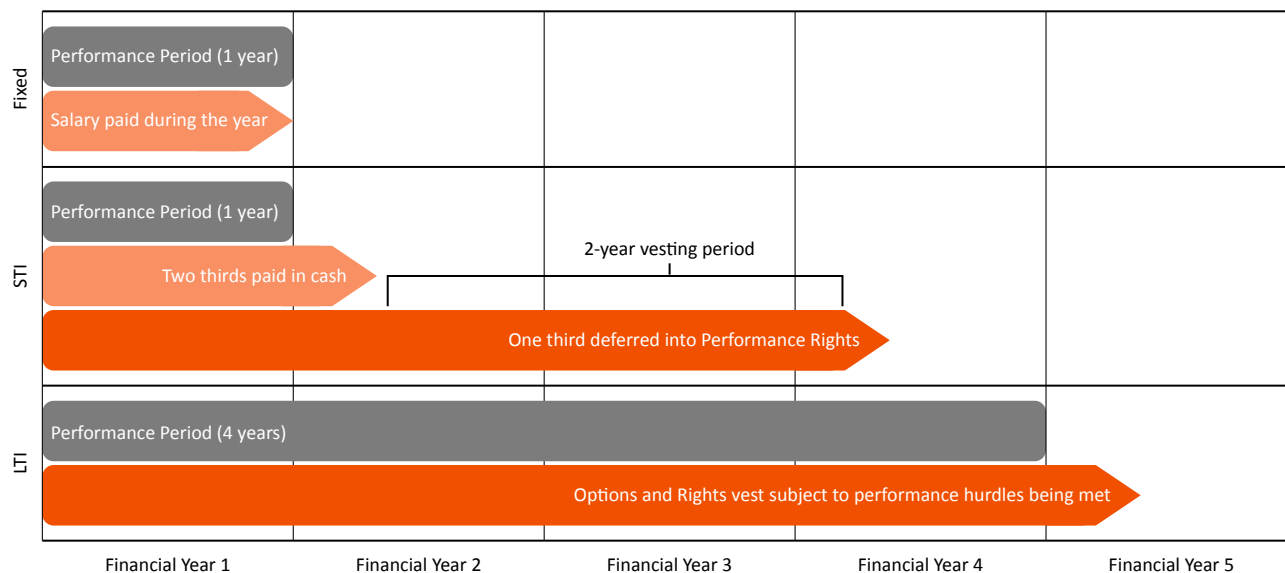 Fixed
Performance Period (1 year)
Salary paid during the year
STI
Performance Period (1 year)
Two thirds paid in cash
2-year vesting period
One third deferred into Performance Rights
LTI
Performance Period (4 years)
Options and Rights vest subject to performance hurdles being met
Financial Year 1
Financial Year 2
Financial Year 3
Financial Year 4
Financial Year 5